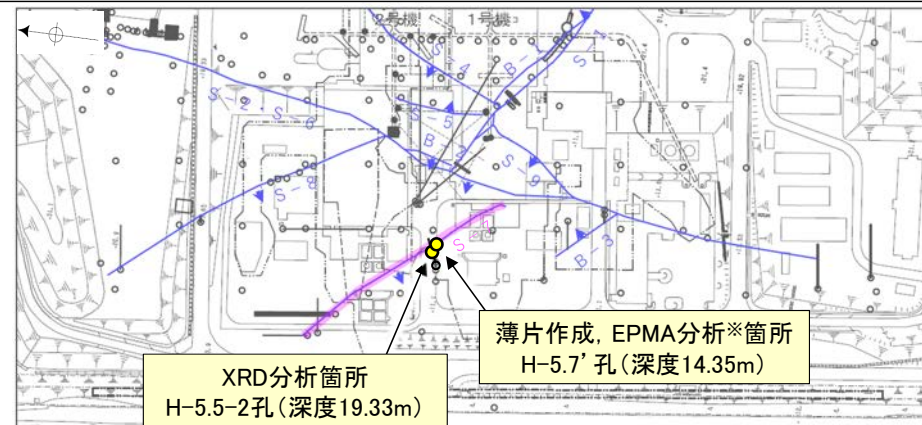 2号機
1号機
S-1
B-1
S-4
S-5
B-2
S-2・S-6
S-9
S-8
S-7
B-3
薄片作成, EPMA分析※箇所
H-5.7’孔(深度14.35m)
XRD分析箇所
H-5.5-2孔(深度19.33m)